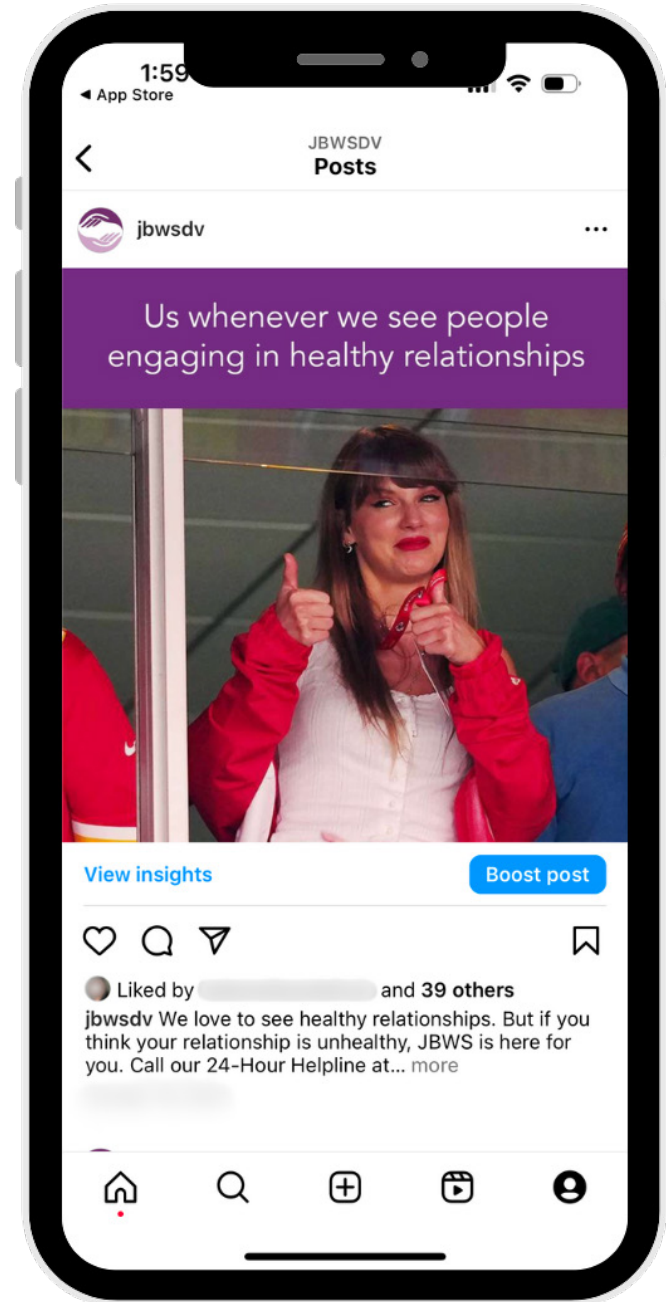 1:59
◀ App Store
JBWSDV
Posts
jbwsdv
Us whenever we see people
engaging in healthy relationships
View insights
Boost post
Liked by and 39 others
jbwsdv We love to see healthy relationships. But if you
think your relationship is unhealthy, JBWS is here for
you. Call our 24-Hour Helpline at... more